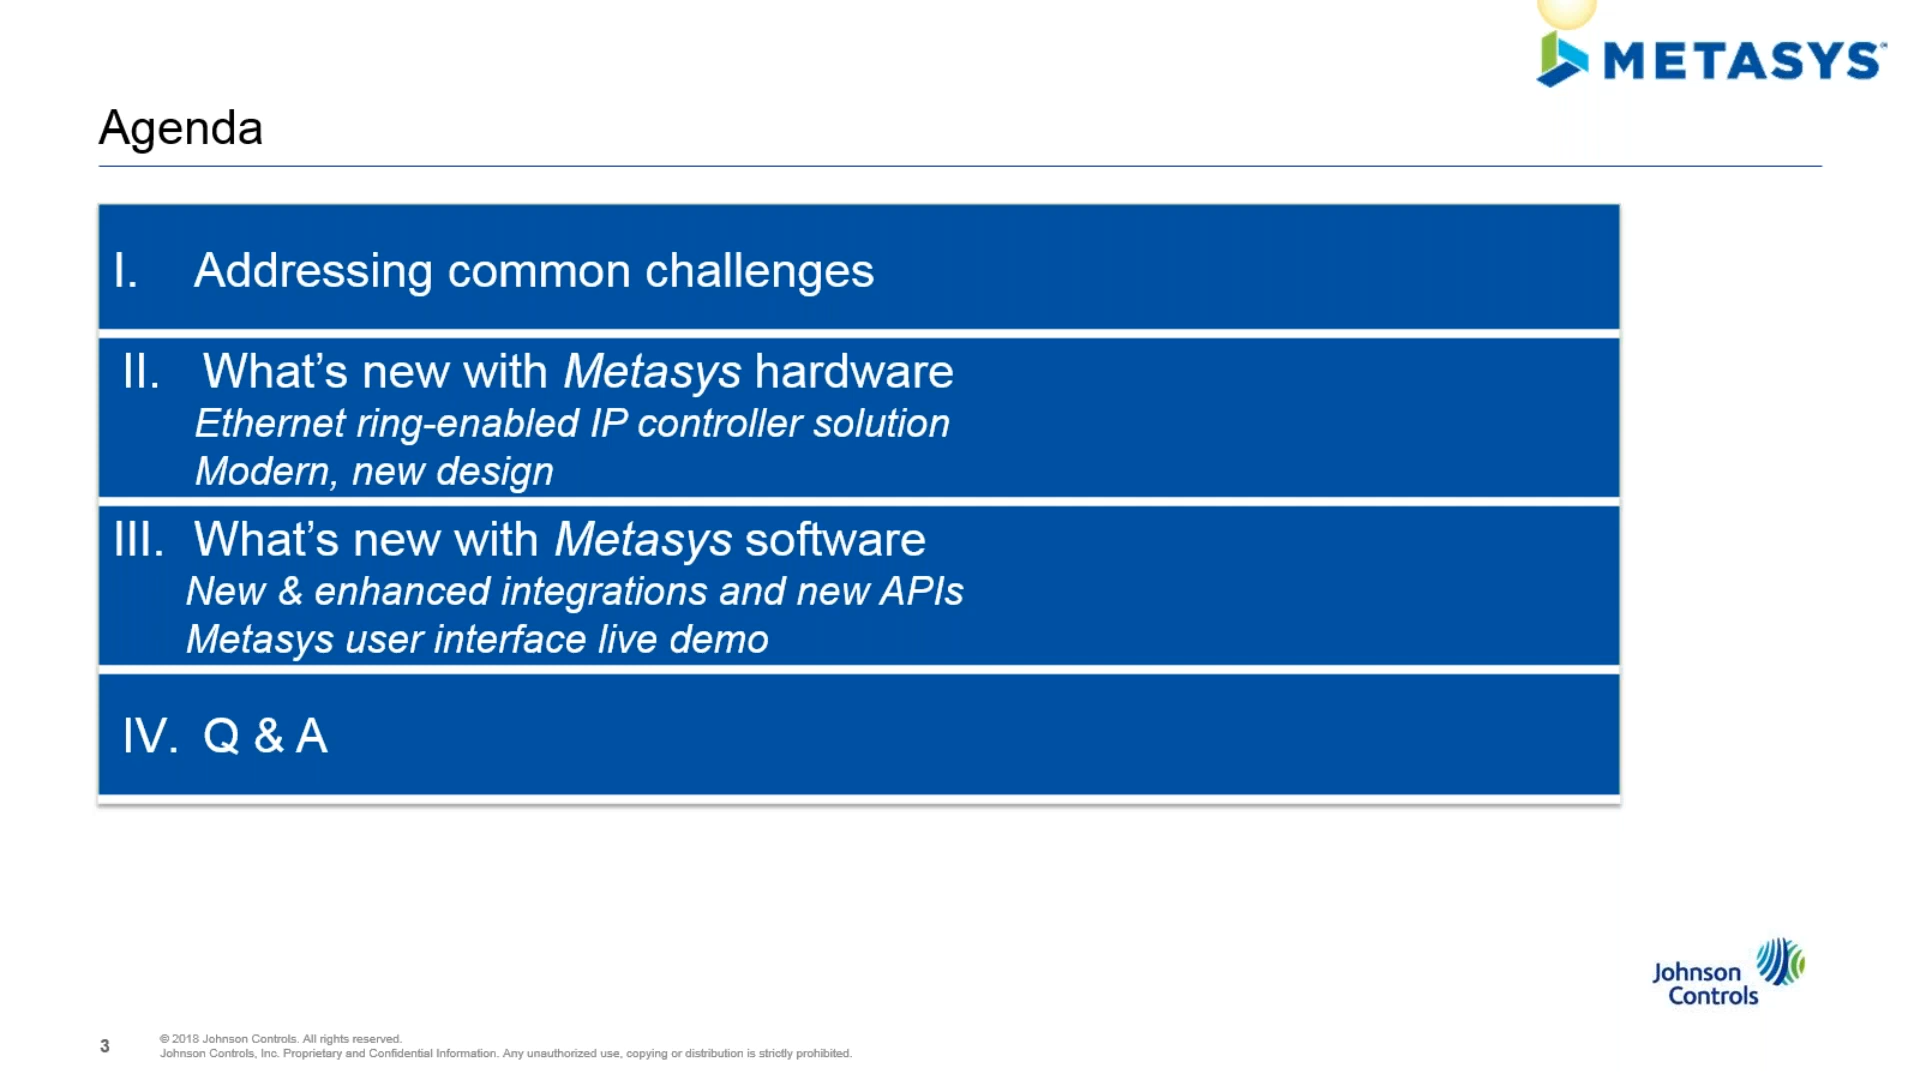 METASYS
Agenda
I. Addressing common challenges
II. What’s new with Metasys hardware
Ethernet ring-enabled IP controller solution
Modern, new design
III. What’s new with Metasys software
New & enhanced integrations and new APIs
Metasys user interface live demo
IV. Q & A
Johnson
Controls
3
© 2018 Johnson Controls. All rights reserved.
Johnson Controls, Inc. Proprietary and Confidential Information. Any unauthorized use, copying or distribution is strictly prohibited.